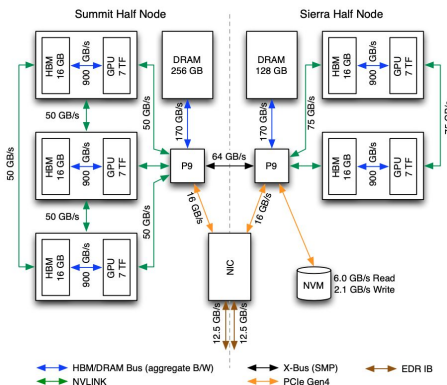 Summit Half Node
Sierra Half Node
HBM
16 GB
900 GB/s
GPU
7 TF
DRAM
256 GB
DRAM
128 GB
HBM
16 GB
900 GB/s
GPU
7 TF
50 GB/s
50 GB/s
170 GB/s
170 GB/s
75 GB/s
75 GB/s
50 GB/s
HBM
16 GB
900 GB/s
GPU
7 TF
50 GB/s
P9
64 GB/s
P9
HBM
16 GB
900 GB/s
GPU
7 TF
50 GB/s
50 GB/s
16 GB/s
16 GB/s
HBM
16 GB
900 GB/s
GPU
7 TF
NIC
NVM
6.0 GB/s Read
2.1 GB/s Write
12.5 GB/s
12.5 GB/s
HBM/DRAM Bus (aggregate B/W)
NVLINK
X-Bus (SMP)
PCIe Gen4
EDR IB